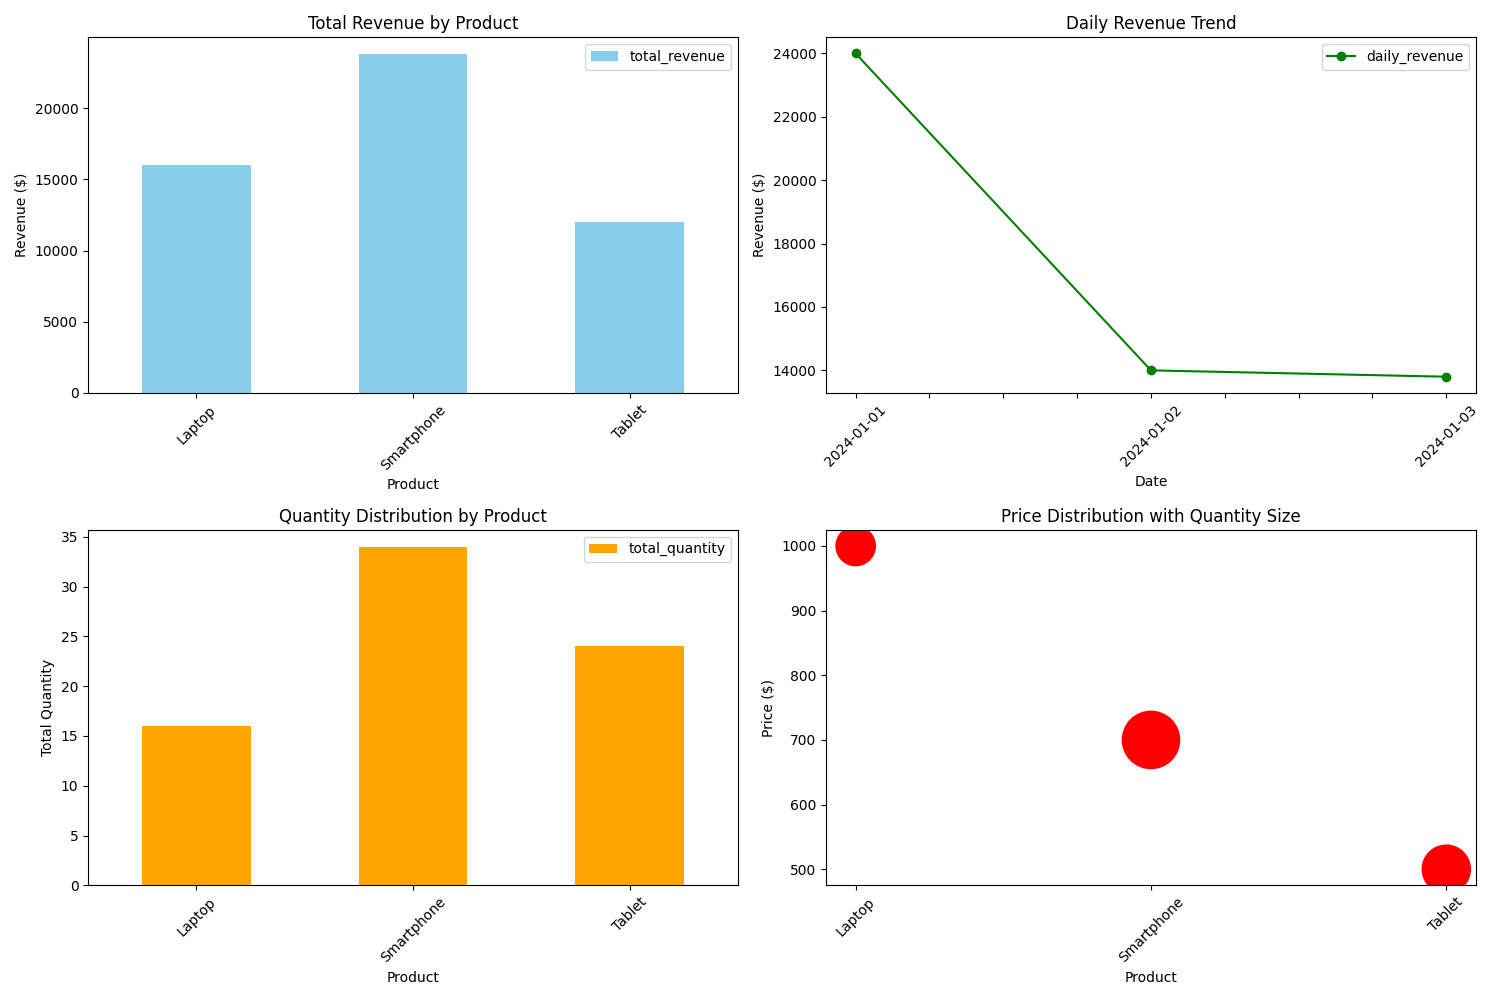 Total Revenue by Product
total_revenue
Revenue ($)
20000
15000
10000
5000
0
Laptop
Smartphone
Tablet
Product
Daily Revenue Trend
daily_revenue
Revenue ($)
24000
22000
20000
18000
16000
14000
2024-01-01
2024-01-02
2024-01-03
Date
Quantity Distribution by Product
total_quantity
Total Quantity
35
30
25
20
15
10
5
0
Laptop
Smartphone
Tablet
Product
Price Distribution with Quantity Size
Price ($)
1000
900
800
700
600
500
Laptop
Smartphone
Tablet
Product